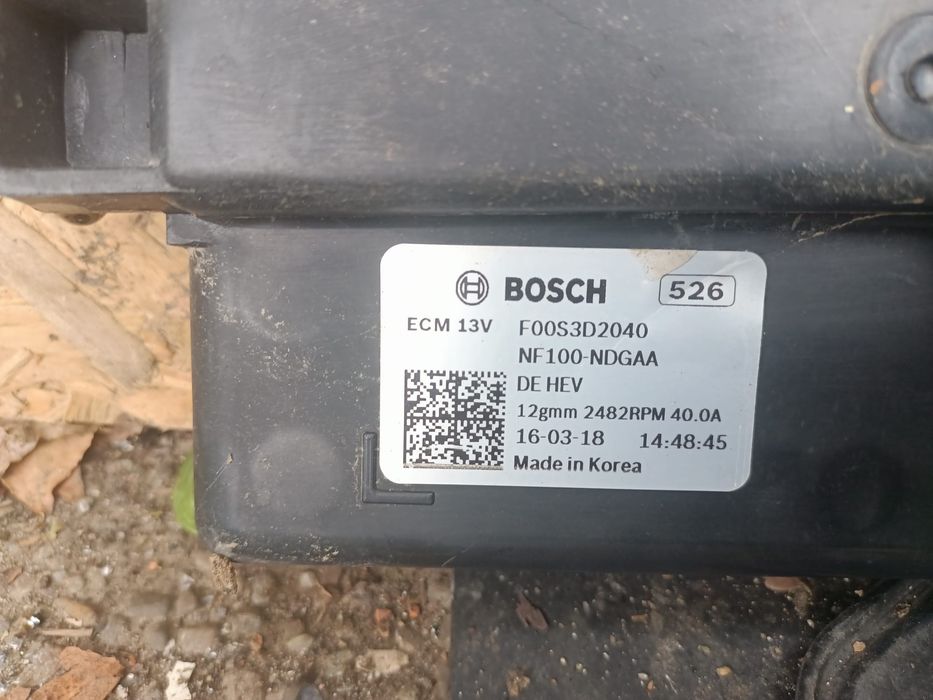 BOSCH 526
ECM 13V F00S3D2040
NF100-NDGAA
DE HEV
12gmm 2482RPM 40.0A
16-03-18 14:48:45
Made in Korea